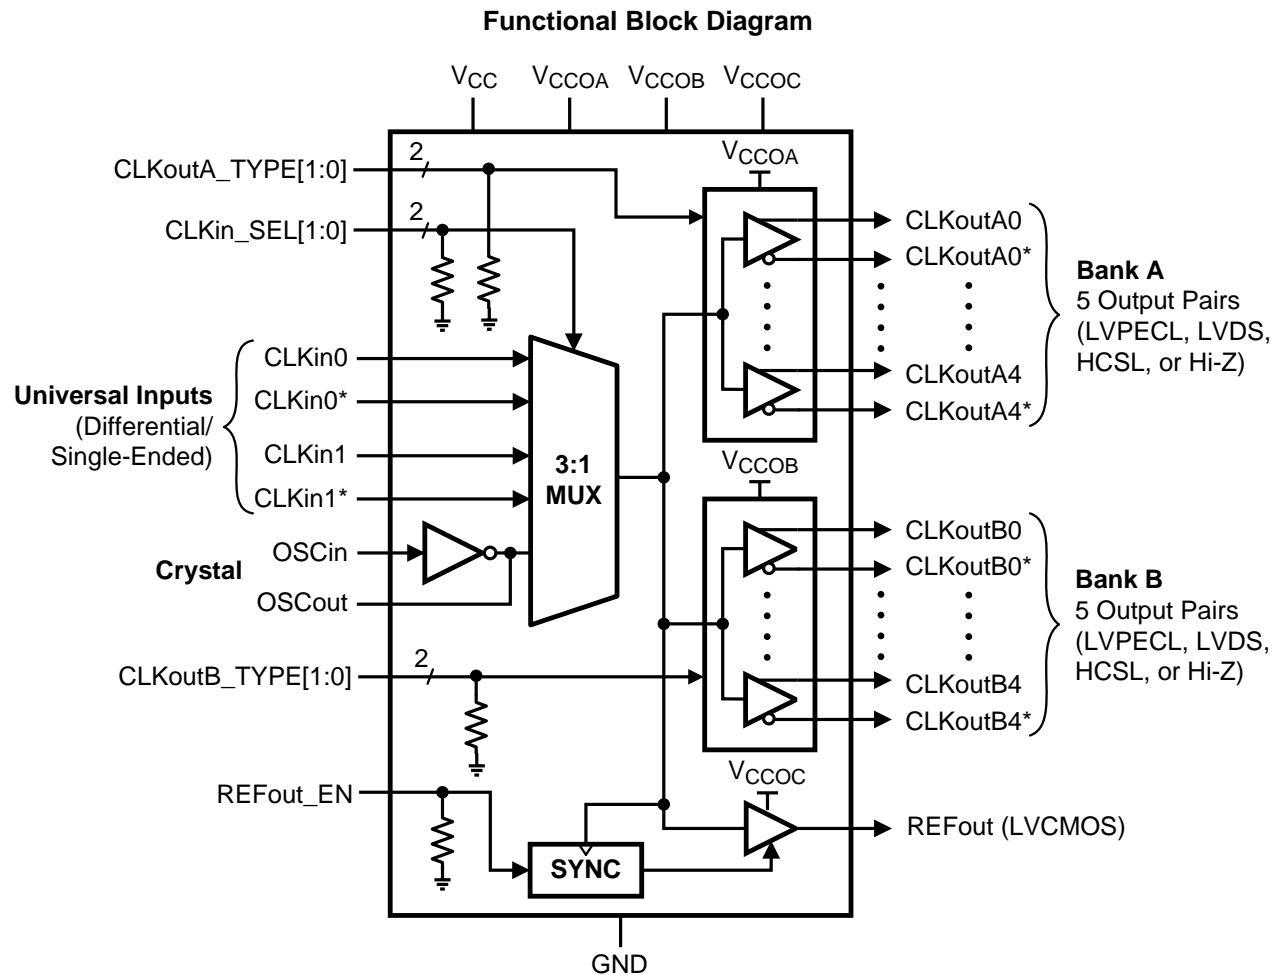 Functional Block Diagram
VCC
VCCOA
VCCOB
VCCOC
CLKoutA_TYPE[1:0]
2
CLKin_SEL[1:0]
2
VCCOA
CLKoutA0
CLKoutA0*
CLKoutA4
CLKoutA4*
Bank A
5 Output Pairs
(LVPECL, LVDS,
HCSL, or Hi-Z)
Universal Inputs
(Differential/
Single-Ended)
CLKin0
CLKin0*
CLKin1
CLKin1*
3:1
MUX
Crystal
OSCin
OSCout
VCCOB
CLKoutB0
CLKoutB0*
CLKoutB4
CLKoutB4*
Bank B
5 Output Pairs
(LVPECL, LVDS,
HCSL, or Hi-Z)
CLKoutB_TYPE[1:0]
2
REFout_EN
SYNC
VCCOC
REFout (LVCMOS)
GND